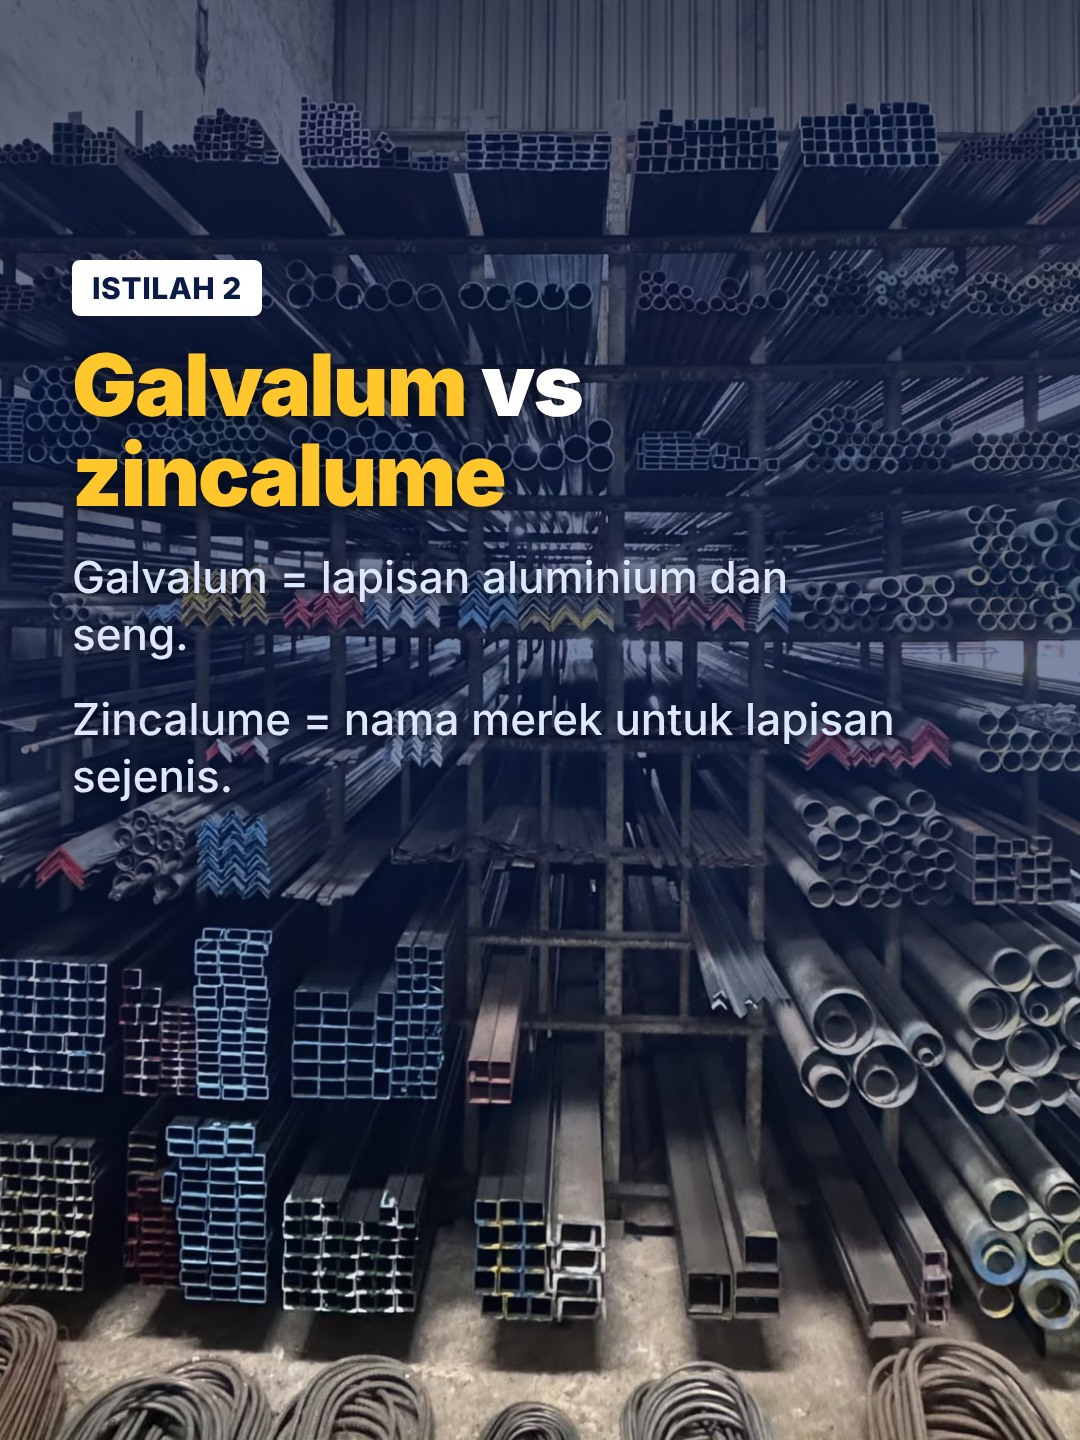 ISTILAH 2
Galvalum vs
zincalume
Galvalum = lapisan aluminium dan
seng.
Zincalume = nama merek untuk lapisan
sejenis.